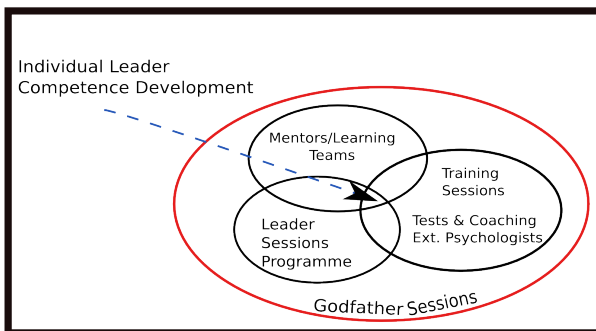 Individual Leader
Competence Development
Mentors/Learning
Teams
Training
Sessions
Tests & Coaching
Ext. Psychologists
Leader
Sessions
Programme
Godfather Sessions